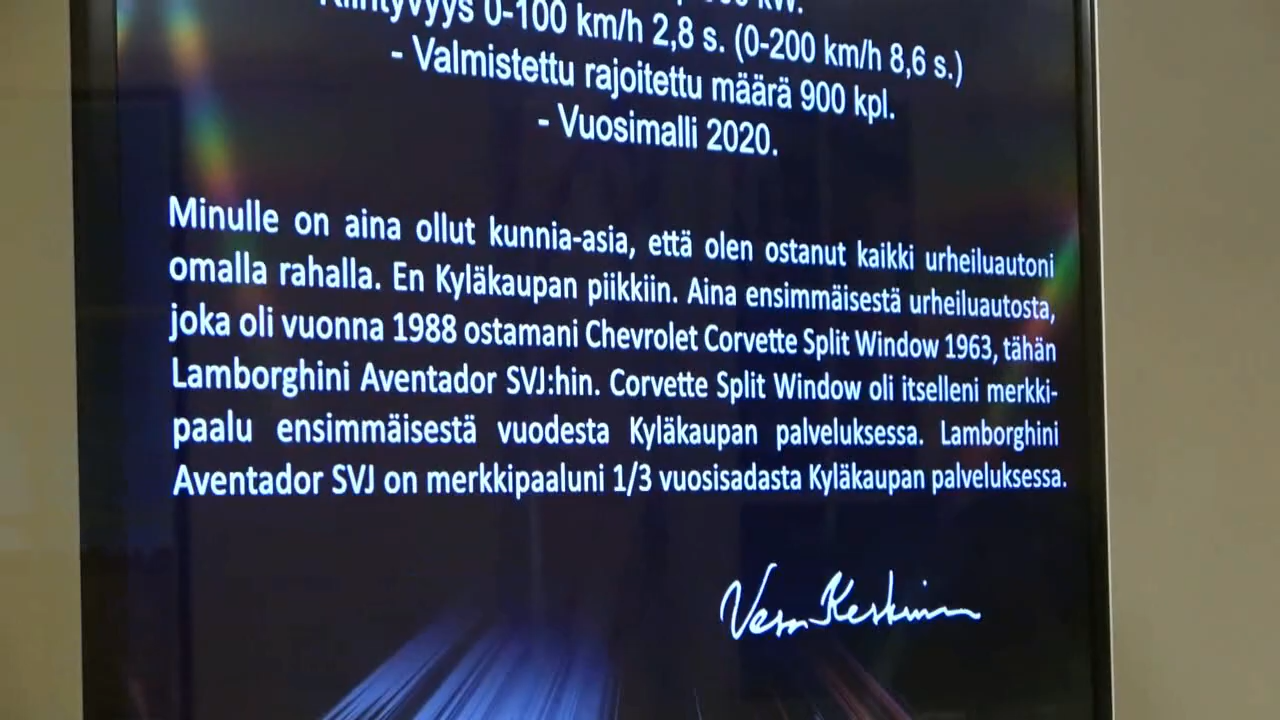 Kiihtyvyys 0-100 km/h 2,8 s. (0-200 km/h 8,6 s.)
- Valmistettu rajoitettu määrä 900 kpl.
- Vuosimalli 2020.
Minulle on aina ollut kunnia-asia, että olen ostanut kaikki urheiluautoni
omalla rahalla. En Kyläkaupan piikkiin. Aina ensimmäisestä urheiluautosta,
joka oli vuonna 1988 ostamani Chevrolet Corvette Split Window 1963, tähän
Lamborghini Aventador SVJ:hin. Corvette Split Window oli itselleni merkki-
paalu ensimmäisestä vuodesta Kyläkaupan palveluksessa. Lamborghini
Aventador SVJ on merkkipaaluni 1/3 vuosisadasta Kyläkaupan palveluksessa.
Vesa Keskinen